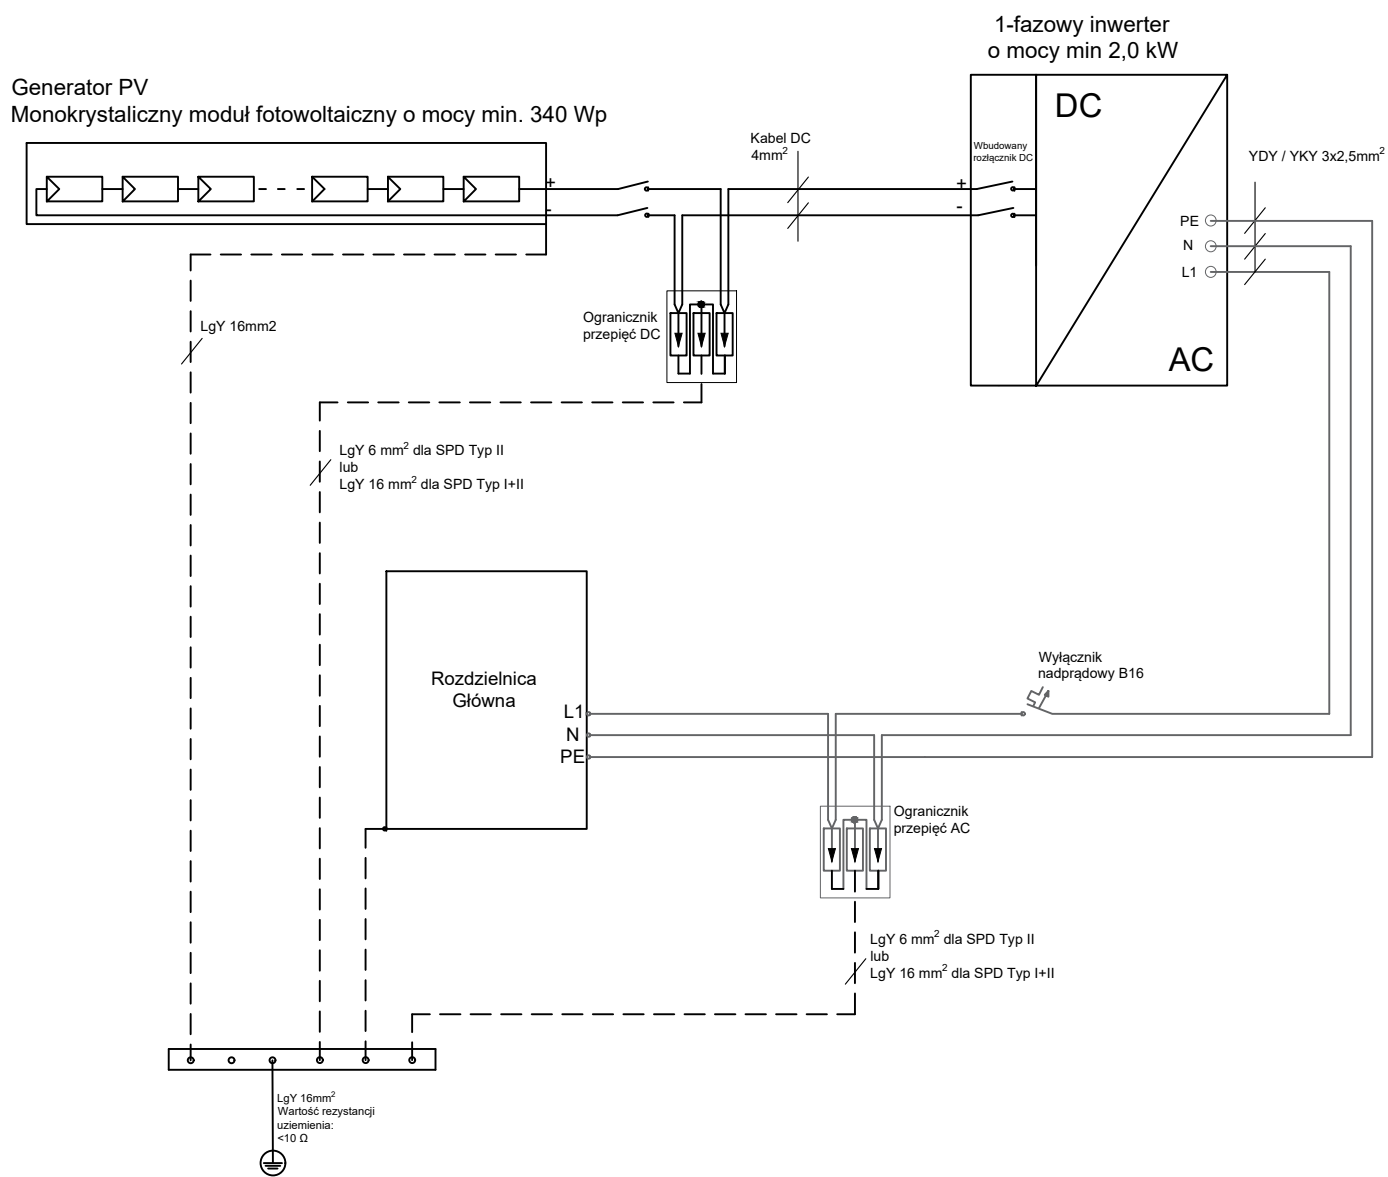 1-fazowy inwerter
o mocy min 2,0 kW
Generator PV
Monokrystaliczny moduł fotowoltaiczny o mocy min. 340 Wp
DC
Kabel DC
4mm²
Wbudowany
rozłącznik DC
YDY / YKY 3x2,5mm²
+
-
+
-
PE
N
L1
AC
LgY 16mm2
Ogranicznik
przepięć DC
LgY 6 mm² dla SPD Typ II
lub
LgY 16 mm² dla SPD Typ I+II
Rozdzielnica
Główna
L1
N
PE
Wyłącznik
nadprądowy B16
Ogranicznik
przepięć AC
LgY 6 mm² dla SPD Typ II
lub
LgY 16 mm² dla SPD Typ I+II
LgY 16mm²
Wartość rezystancji
uziemienia:
<10 Ω